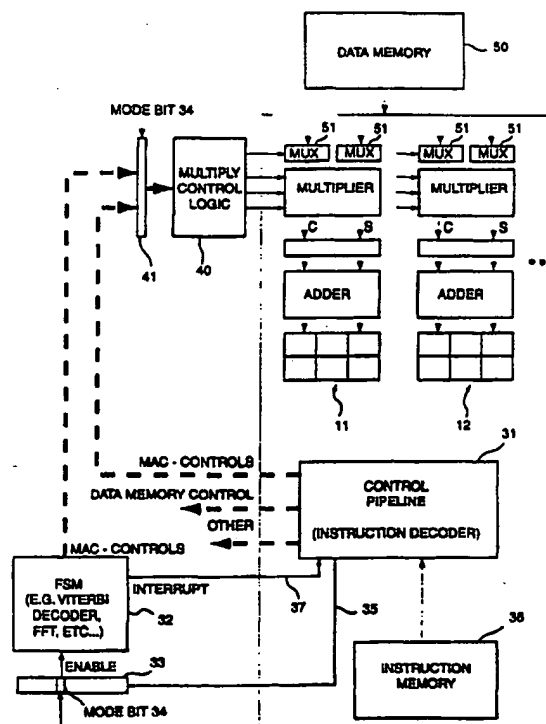 50
DATA MEMORY
MODE BIT 34
51
51
51
51
MUX
MUX
MUX
MUX
MULTIPLY
CONTROL
LOGIC
MULTIPLIER
MULTIPLIER
C
S
C
S
41
40
ADDER
ADDER
11
12
31
MAC - CONTROLS
DATA MEMORY CONTROL
OTHER
CONTROL
PIPELINE
(INSTRUCTION DECODER)
MAC - CONTROLS
FSM
(E.G. VITERBI
DECODER,
FFT, ETC...)
INTERRUPT
32
37
35
36
ENABLE
33
INSTRUCTION
MEMORY
MODE BIT 34